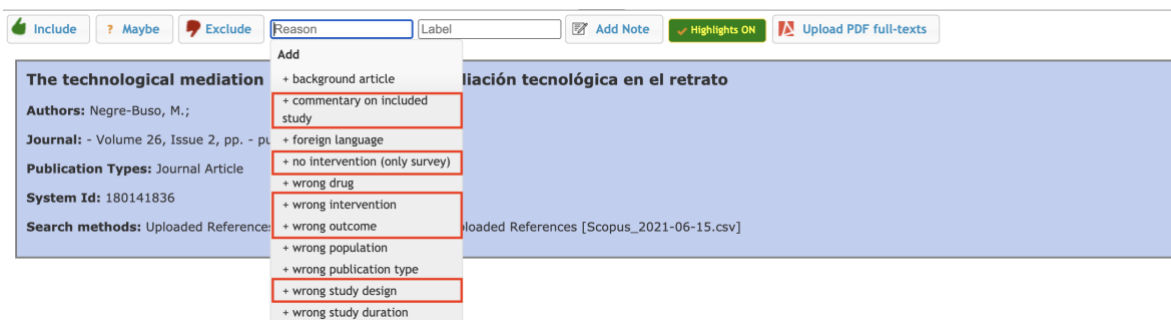 Include ? Maybe Exclude Reason Label Add Note Highlights ON Upload PDF full-texts
Add
+ background article
+ commentary on included
study
+ foreign language
+ no intervention (only survey)
+ wrong drug
+ wrong intervention
+ wrong outcome
+ wrong population
+ wrong publication type
+ wrong study design
+ wrong study duration
The technological mediation liación tecnológica en el retrato
Authors: Negre-Buso, M.;
Journal: - Volume 26, Issue 2, pp. - pu
Publication Types: Journal Article
System Id: 180141836
Search methods: Uploaded References loaded References [Scopus_2021-06-15.csv]